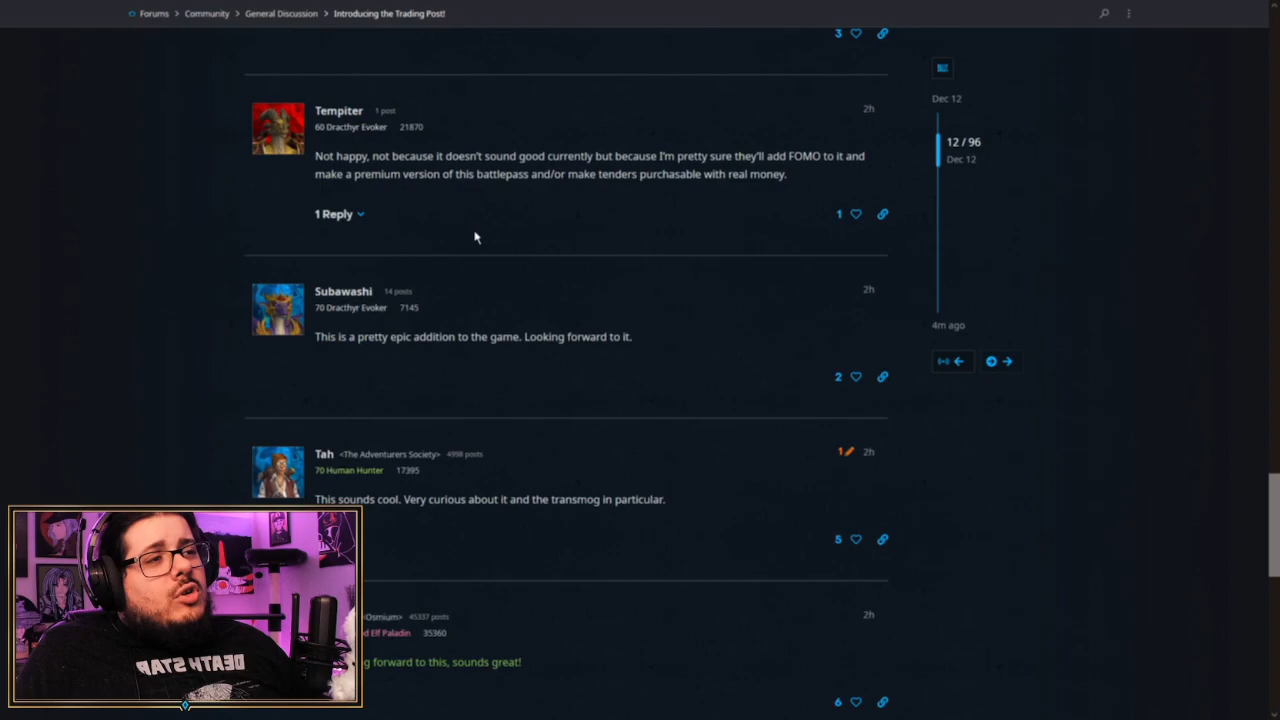 Forums > Community > General Discussion > Introducing the Trading Post!
3
Tempiter 1 post 2h
60 Dracthyr Evoker 21870
Not happy, not because it doesn't sound good currently but because I'm pretty sure they'll add FOMO to it and
make a premium version of this battlepass and/or make tenders purchasable with real money.
1 Reply 1
Dec 12
12 / 96
Dec 12
4m ago
Subawashi 14 posts 2h
70 Dracthyr Evoker 7145
This is a pretty epic addition to the game. Looking forward to it.
2
Tah <The Adventurers Society> 4998 posts 1 2h
70 Human Hunter 17395
This sounds cool. Very curious about it and the transmog in particular.
5
Osmium> 45337 posts 2h
d Elf Paladin 35360
g forward to this, sounds great!
6
DEATH STAR